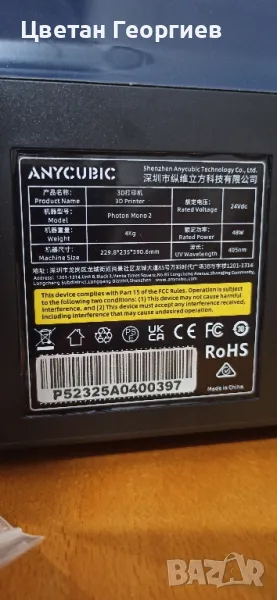 Цветан Георгиев
ANYCUBIC
Shenzhen Anycubic Technology Co., Ltd.
深圳市纵维立方科技有限公司
产品名称: 3D打印机
Product Name 3D Printer
额定电压: 24Vdc
Rated Voltage
机器型号: Photon Mono 2
Model
机器重量: 4Kg
Weight
额定功率: 48W
Rated Power
机器尺寸: 229.8*235*390.6mm
Machine Size
波长: 405nm
UV Wavelength
This device complies with Part 15 of the FCC Rules. Operation is subject
to the following two conditions: (1) This device may not cause harmful
interference, and (2) this device must accept any interference received,
including interference that may cause undesired operation.
FC
PS
E
UK
CA
CE
RoHS
Made in China
P52325A0400397
BAZAR
bg